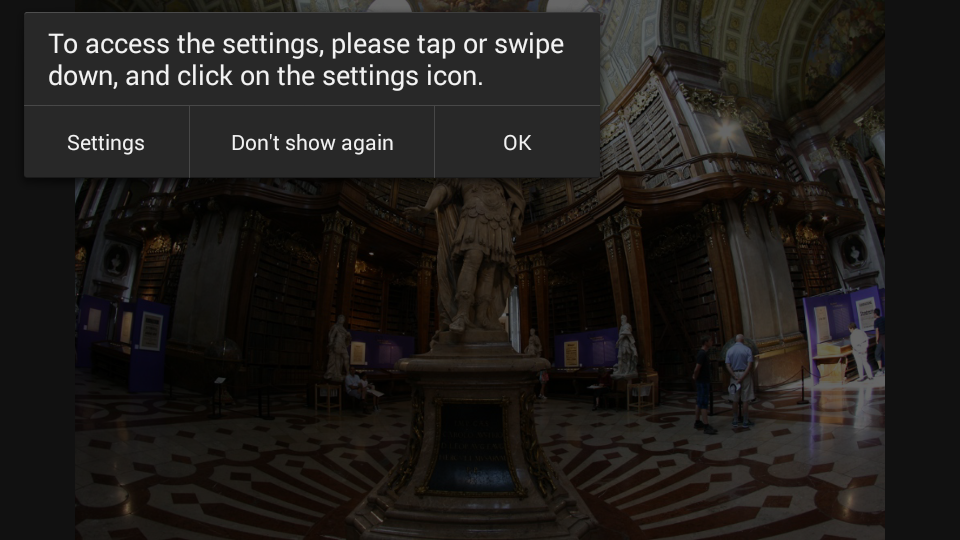 To access the settings, please tap or swipe
down, and click on the settings icon.
Settings
Don't show again
OK